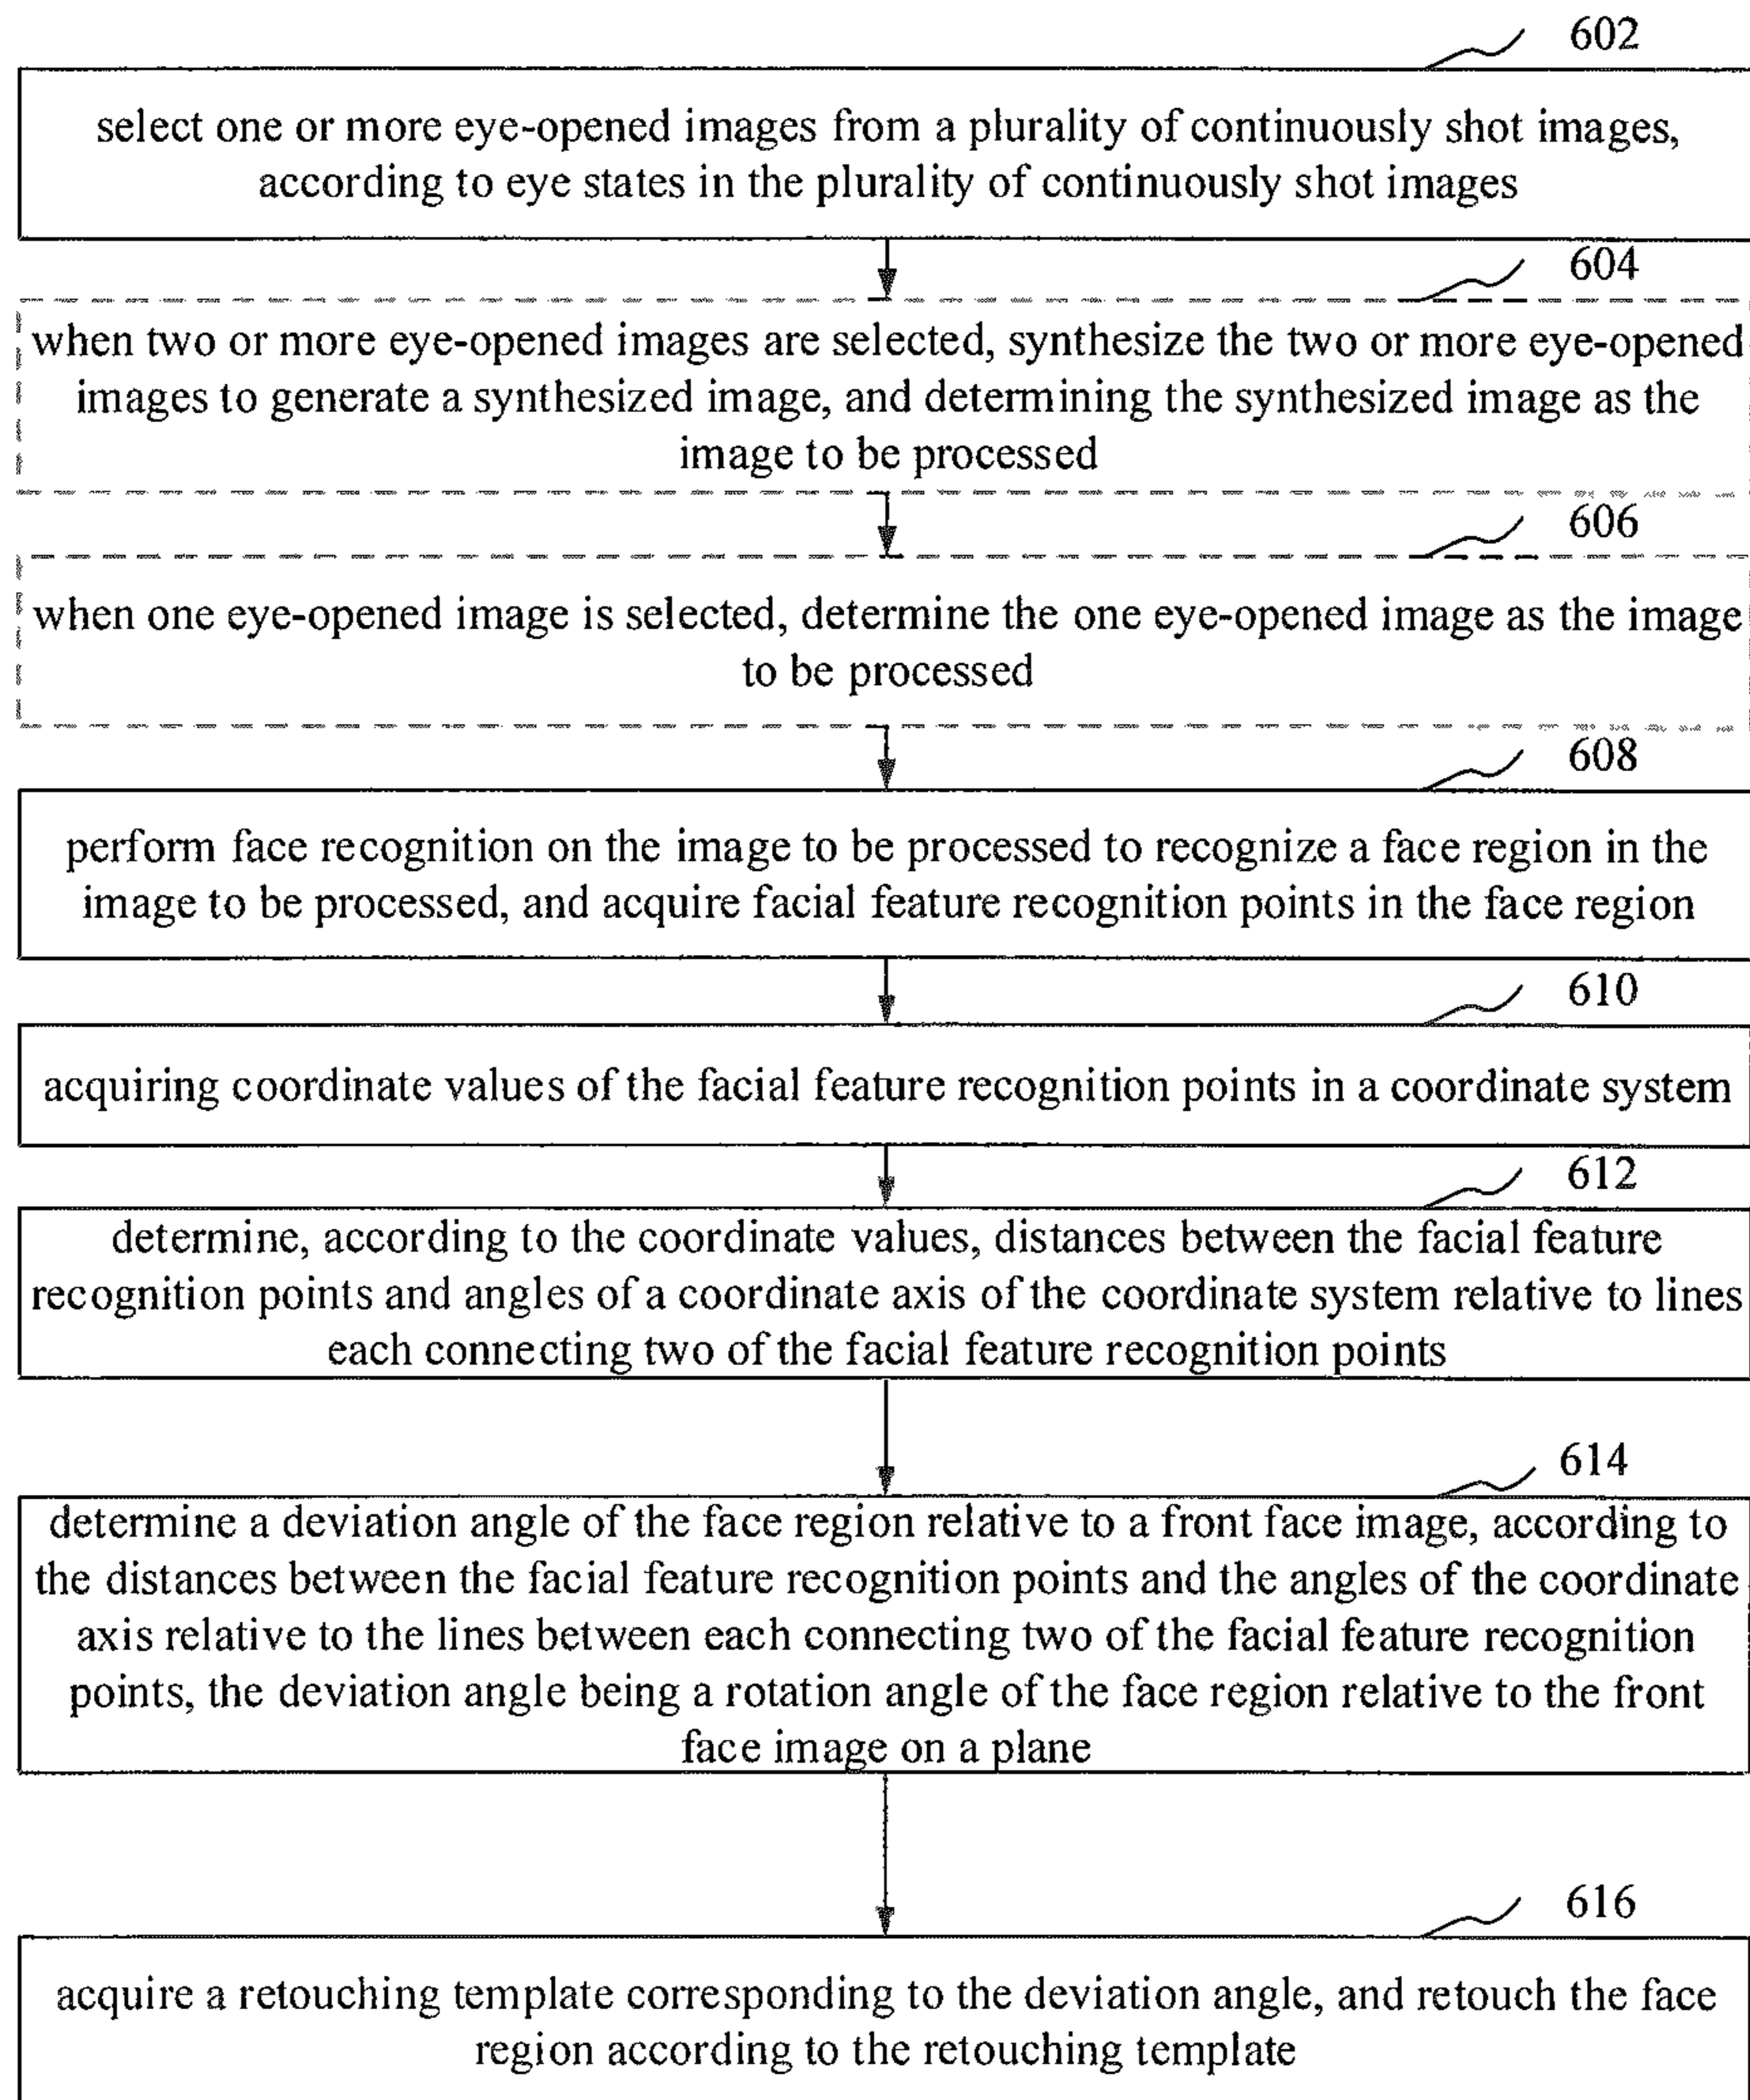 602
select one or more eye-opened images from a plurality of continuously shot images,
according to eye states in the plurality of continuously shot images
604
when two or more eye-opened images are selected, synthesize the two or more eye-opened
images to generate a synthesized image, and determining the synthesized image as the
image to be processed
606
when one eye-opened image is selected, determine the one eye-opened image as the image
to be processed
608
perform face recognition on the image to be processed to recognize a face region in the
image to be processed, and acquire facial feature recognition points in the face region
610
acquiring coordinate values of the facial feature recognition points in a coordinate system
612
determine, according to the coordinate values, distances between the facial feature
recognition points and angles of a coordinate axis of the coordinate system relative to lines
each connecting two of the facial feature recognition points
614
determine a deviation angle of the face region relative to a front face image, according to
the distances between the facial feature recognition points and the angles of the coordinate
axis relative to the lines between each connecting two of the facial feature recognition
points, the deviation angle being a rotation angle of the face region relative to the front
face image on a plane
616
acquire a retouching template corresponding to the deviation angle, and retouch the face
region according to the retouching template